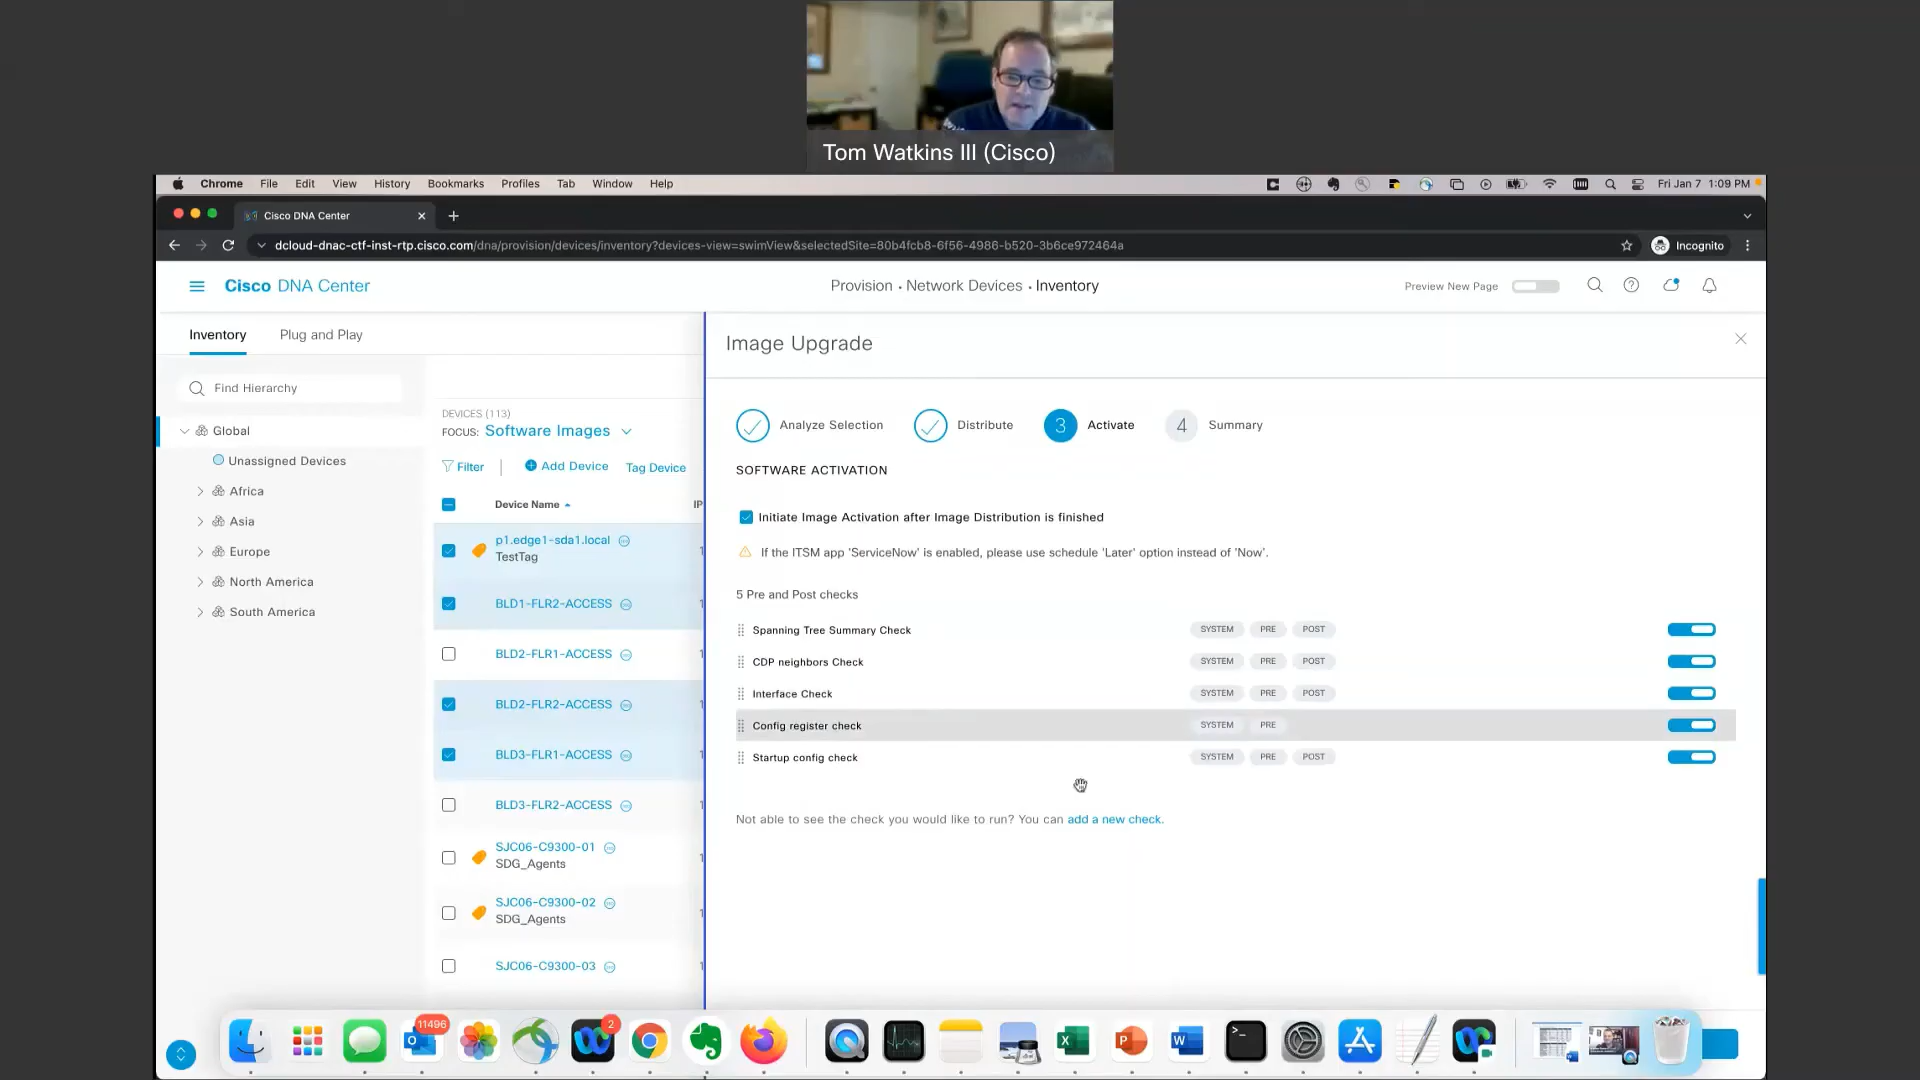 Tom Watkins III (Cisco)
Chrome File Edit View History Bookmarks Profiles Tab Window Help
Fri Jan 7 1:09 PM
Cisco DNA Center
dcloud-dnac-ctf-inst-rtp.cisco.com/dna/provision/devices/inventory?devices-view=swimView&selectedSite=80b4fcb8-6f56-4986-b520-3b6ce972464a
Incognito
Cisco DNA Center
Provision • Network Devices • Inventory
Preview New Page
Inventory
Plug and Play
Find Hierarchy
Global
Unassigned Devices
Africa
Asia
Europe
North America
South America
DEVICES (113)
FOCUS: Software Images
Filter
Add Device
Tag Device
Device Name
IP
p1.edge1-sda1.local
TestTag
BLD1-FLR2-ACCESS
BLD2-FLR1-ACCESS
BLD2-FLR2-ACCESS
BLD3-FLR1-ACCESS
BLD3-FLR2-ACCESS
SJC06-C9300-01
SDG_Agents
SJC06-C9300-02
SDG_Agents
SJC06-C9300-03
Image Upgrade
Analyze Selection
Distribute
3 Activate
4 Summary
SOFTWARE ACTIVATION
Initiate Image Activation after Image Distribution is finished
If the ITSM app 'ServiceNow' is enabled, please use schedule 'Later' option instead of 'Now'.
5 Pre and Post checks
Spanning Tree Summary Check SYSTEM PRE POST
CDP neighbors Check SYSTEM PRE POST
Interface Check SYSTEM PRE POST
Config register check SYSTEM PRE
Startup config check SYSTEM PRE POST
Not able to see the check you would like to run? You can add a new check.
11496
2